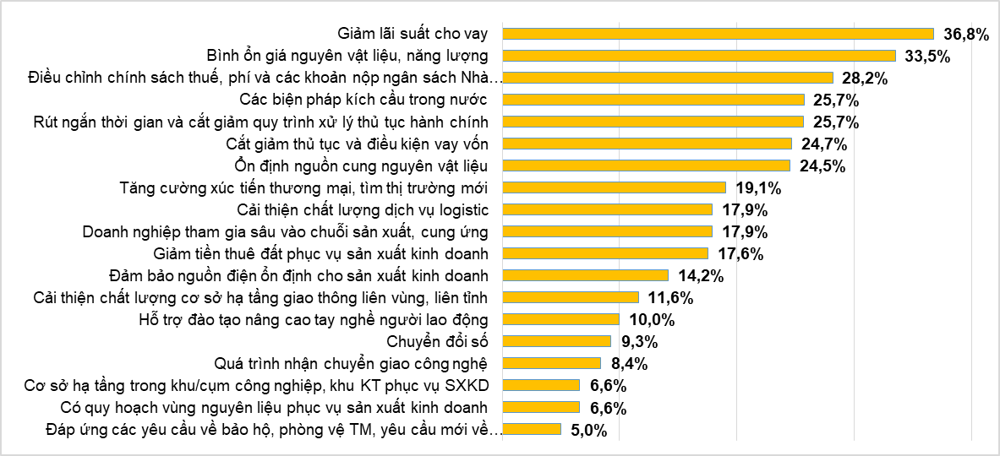 Giảm lãi suất cho vay 36,8%
Bình ổn giá nguyên vật liệu, năng lượng 33,5%
Điều chỉnh chính sách thuế, phí và các khoản nộp ngân sách Nhà… 28,2%
Các biện pháp kích cầu trong nước 25,7%
Rút ngắn thời gian và cắt giảm quy trình xử lý thủ tục hành chính 25,7%
Cắt giảm thủ tục và điều kiện vay vốn 24,7%
Ổn định nguồn cung nguyên vật liệu 24,5%
Tăng cường xúc tiến thương mại, tìm thị trường mới 19,1%
Cải thiện chất lượng dịch vụ logistic 17,9%
Doanh nghiệp tham gia sâu vào chuỗi sản xuất, cung ứng 17,9%
Giảm tiền thuê đất phục vụ sản xuất kinh doanh 17,6%
Đảm bảo nguồn điện ổn định cho sản xuất kinh doanh 14,2%
Cải thiện chất lượng cơ sở hạ tầng giao thông liên vùng, liên tỉnh 11,6%
Hỗ trợ đào tạo nâng cao tay nghề người lao động 10,0%
Chuyển đổi số 9,3%
Quá trình nhận chuyển giao công nghệ 8,4%
Cơ sở hạ tầng trong khu/cụm công nghiệp, khu KT phục vụ SXKD 6,6%
Có quy hoạch vùng nguyên liệu phục vụ sản xuất kinh doanh 6,6%
Đáp ứng các yêu cầu về bảo hộ, phòng vệ TM, yêu cầu mới về… 5,0%